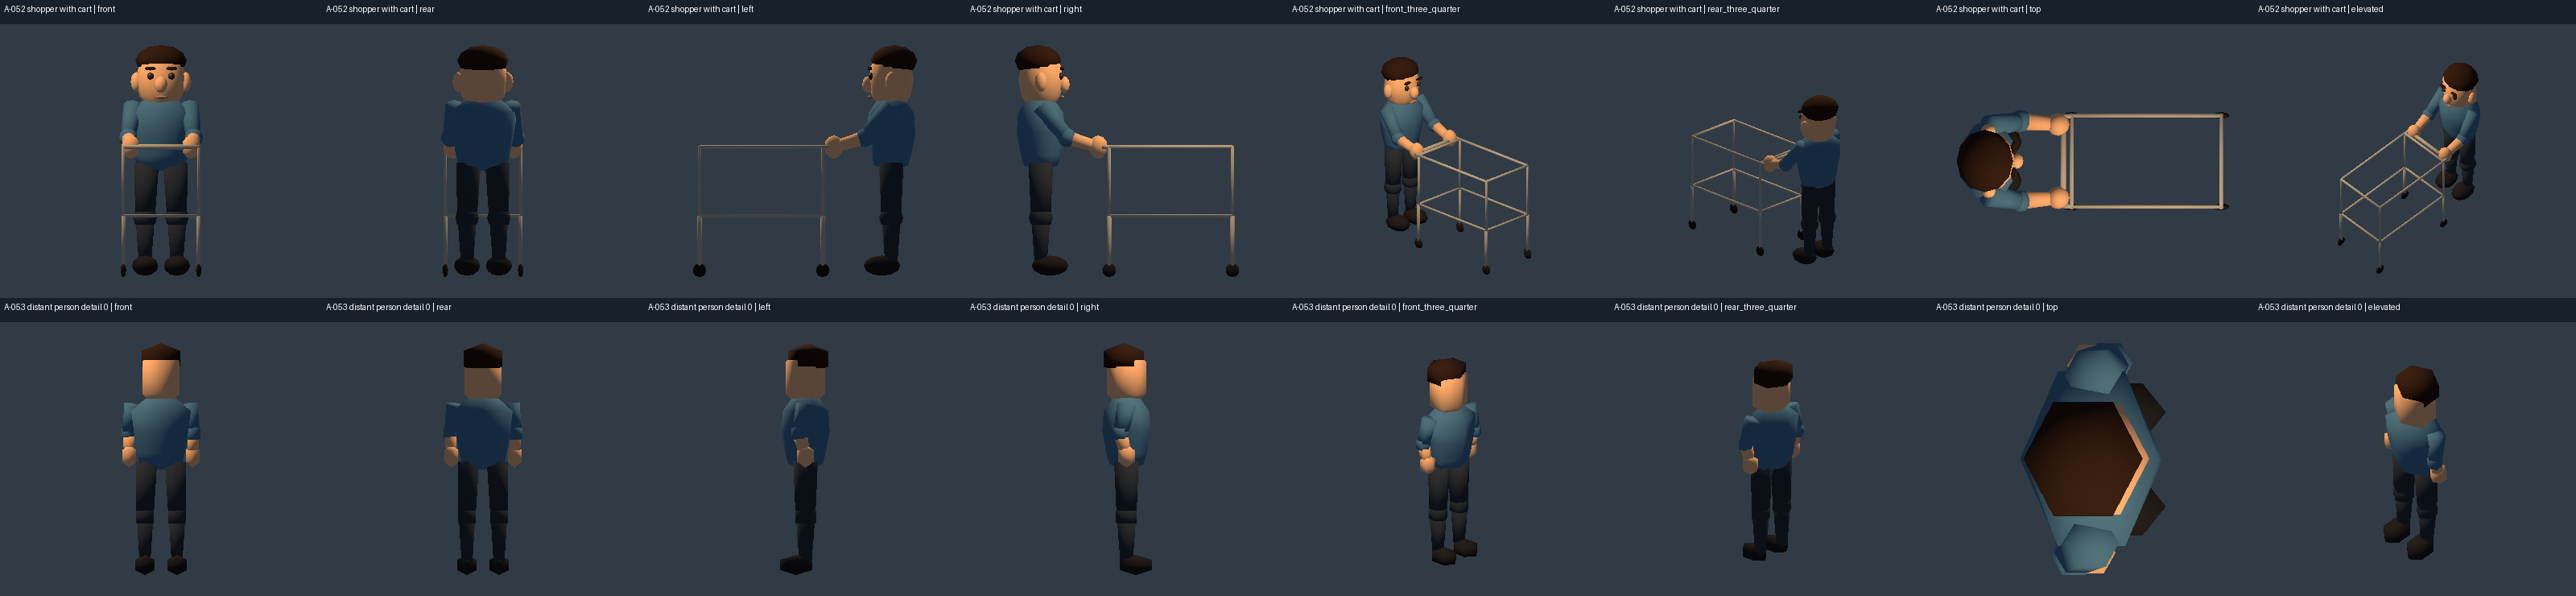 A-052 shopper with cart | front
A-052 shopper with cart | rear
A-052 shopper with cart | left
A-052 shopper with cart | right
A-052 shopper with cart | front_three_quarter
A-052 shopper with cart | rear_three_quarter
A-052 shopper with cart | top
A-052 shopper with cart | elevated
A-053 distant person detail 0 | front
A-053 distant person detail 0 | rear
A-053 distant person detail 0 | left
A-053 distant person detail 0 | right
A-053 distant person detail 0 | front_three_quarter
A-053 distant person detail 0 | rear_three_quarter
A-053 distant person detail 0 | top
A-053 distant person detail 0 | elevated